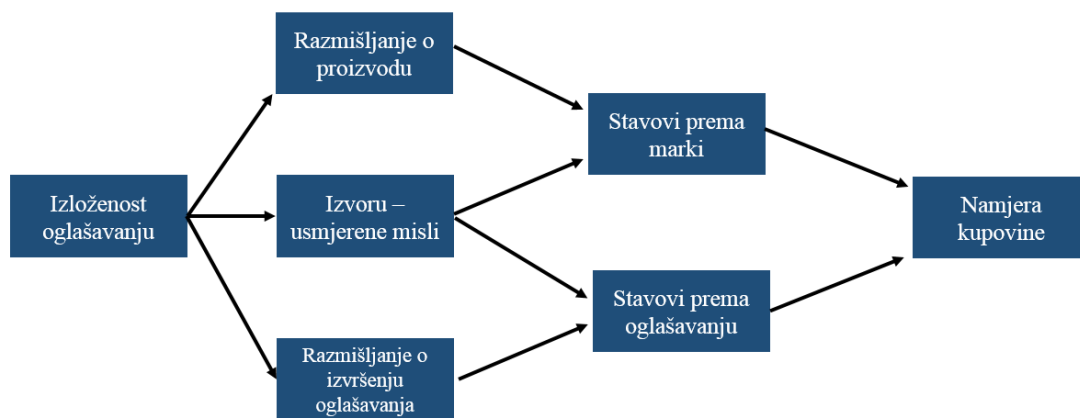 Razmišljanje o
proizvodu
Stavovi prema
marki
Izloženost
oglašavanju
Izvoru –
usmjerene misli
Namjera
kupovine
Stavovi prema
oglašavanju
Razmišljanje o
izvršenju
oglašavanja